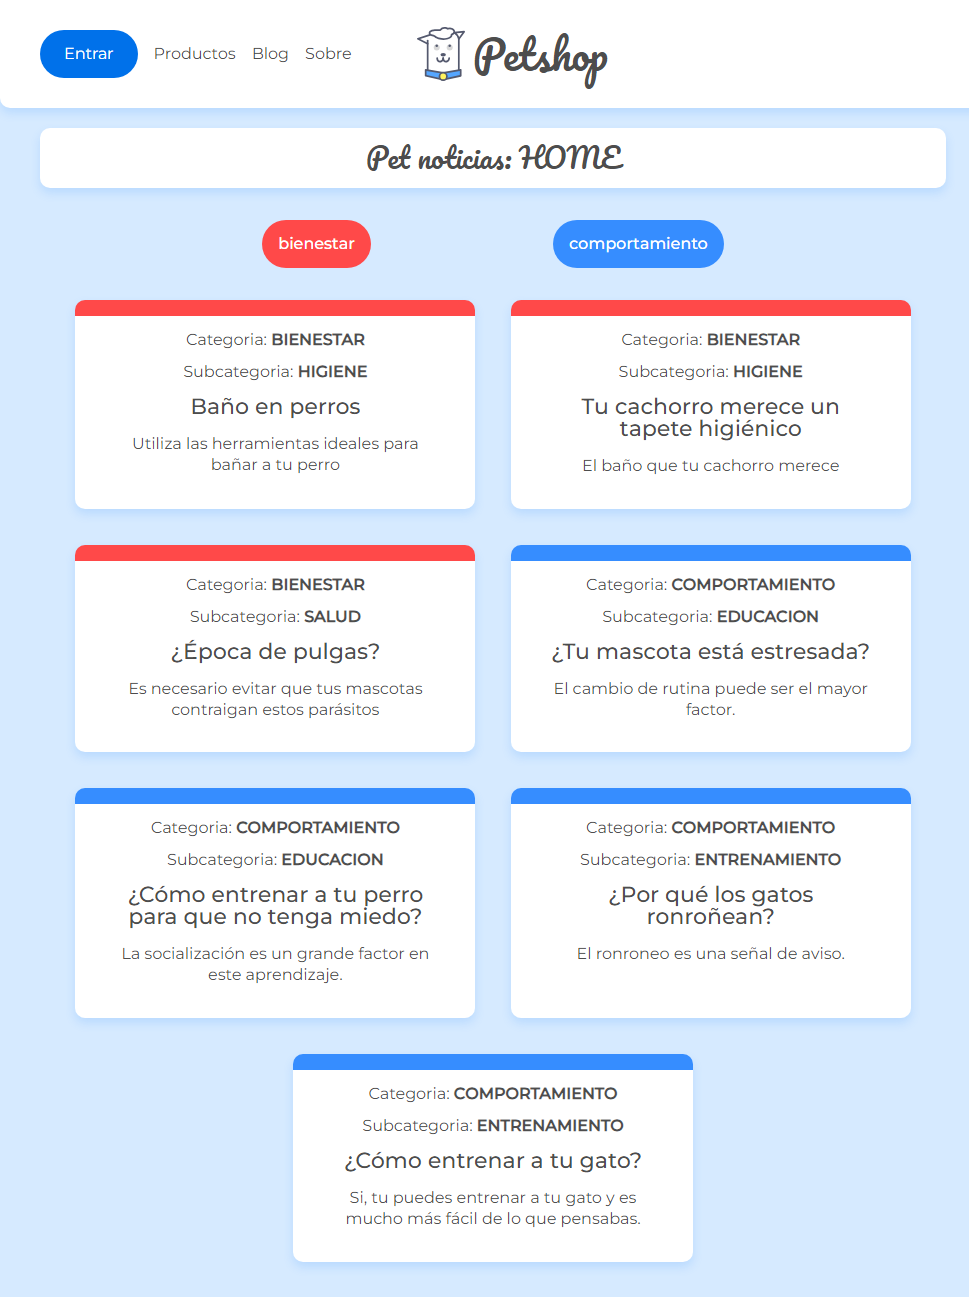 Entrar Productos Blog Sobre Petshop
Pet noticias: HOME
bienestar
comportamiento
Categoria: BIENESTAR
Subcategoria: HIGIENE
Baño en perros
Utiliza las herramientas ideales para
bañar a tu perro
Categoria: BIENESTAR
Subcategoria: HIGIENE
Tu cachorro merece un
tapete higiénico
El baño que tu cachorro merece
Categoria: BIENESTAR
Subcategoria: SALUD
¿Época de pulgas?
Es necesario evitar que tus mascotas
contraigan estos parásitos
Categoria: COMPORTAMIENTO
Subcategoria: EDUCACION
¿Tu mascota está estresada?
El cambio de rutina puede ser el mayor
factor.
Categoria: COMPORTAMIENTO
Subcategoria: EDUCACION
¿Cómo entrenar a tu perro
para que no tenga miedo?
La socialización es un grande factor en
este aprendizaje.
Categoria: COMPORTAMIENTO
Subcategoria: ENTRENAMIENTO
¿Por qué los gatos
ronroñean?
El ronroneo es una señal de aviso.
Categoria: COMPORTAMIENTO
Subcategoria: ENTRENAMIENTO
¿Cómo entrenar a tu gato?
Si, tu puedes entrenar a tu gato y es
mucho más fácil de lo que pensabas.